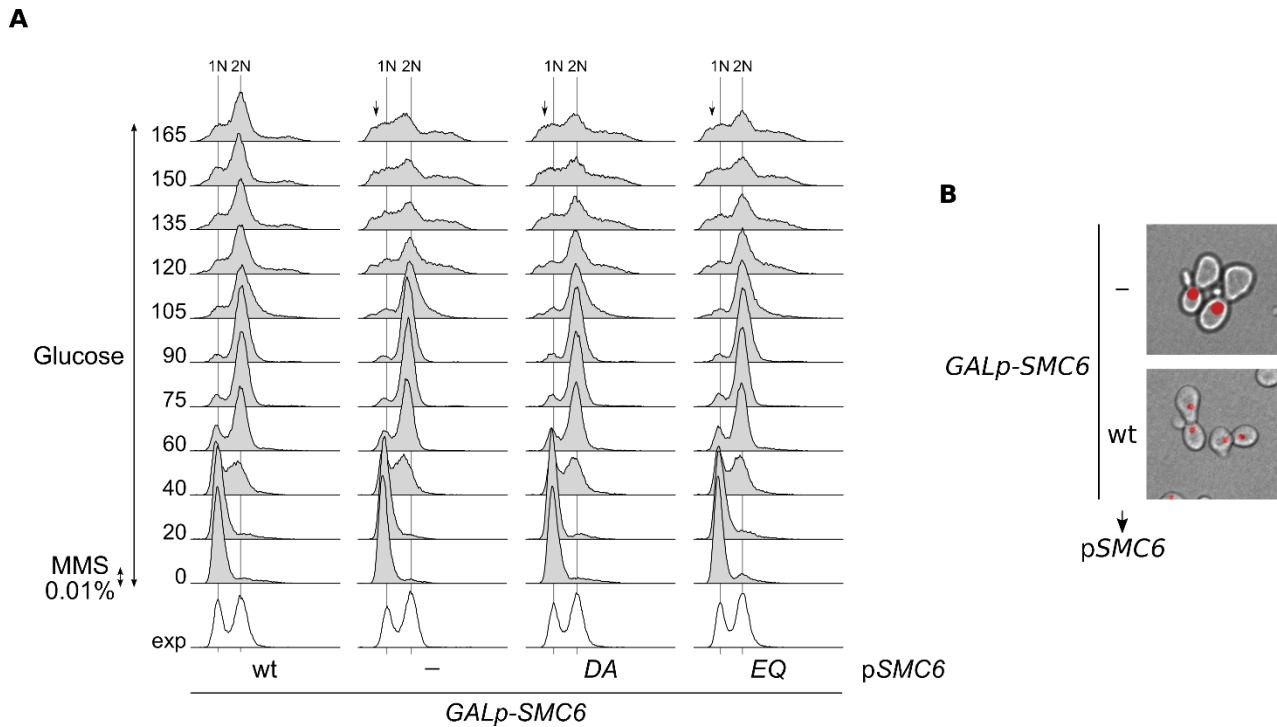 A
1N 2N 1N 2N 1N 2N 1N 2N
165
150
135
120
105
Glucose
90
75
60
40
20
MMS
0.01%
0
exp
wt – DA EQ pSMC6
GALp-SMC6
B
–
GALp-SMC6
wt
pSMC6